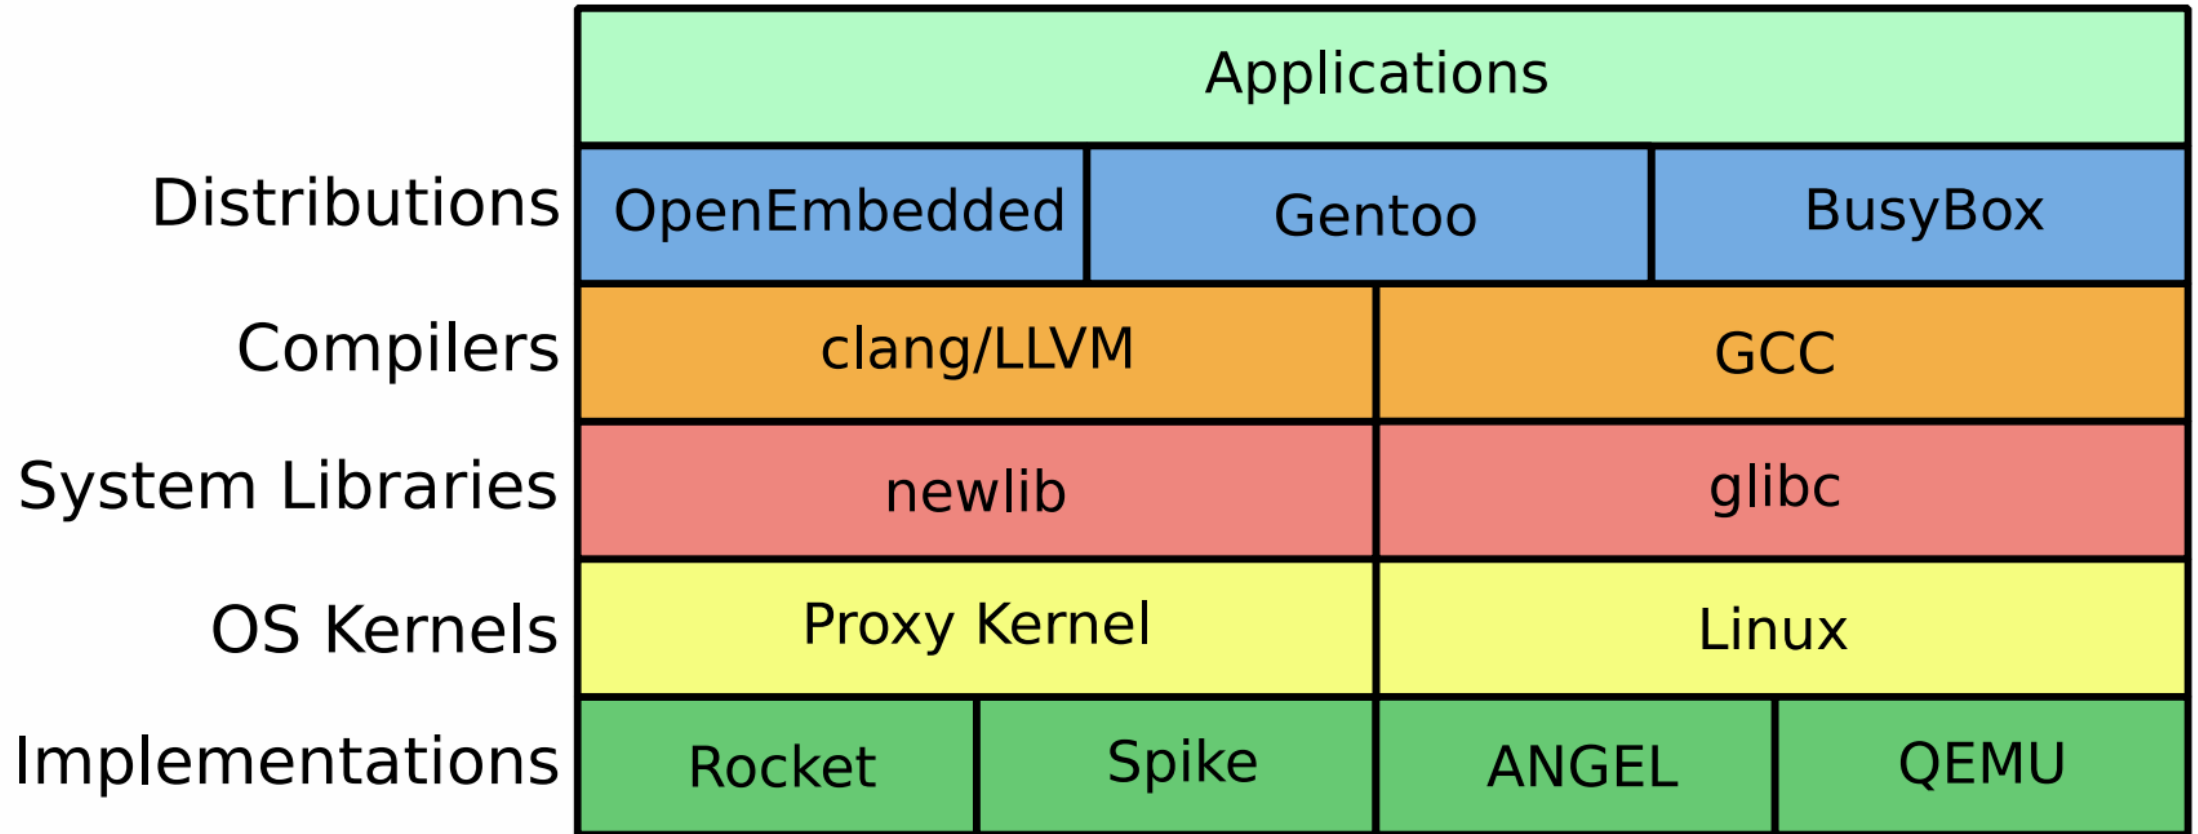 Applications
Distributions OpenEmbedded Gentoo BusyBox
Compilers clang/LLVM GCC
System Libraries newlib glibc
OS Kernels Proxy Kernel Linux
Implementations Rocket Spike ANGEL QEMU